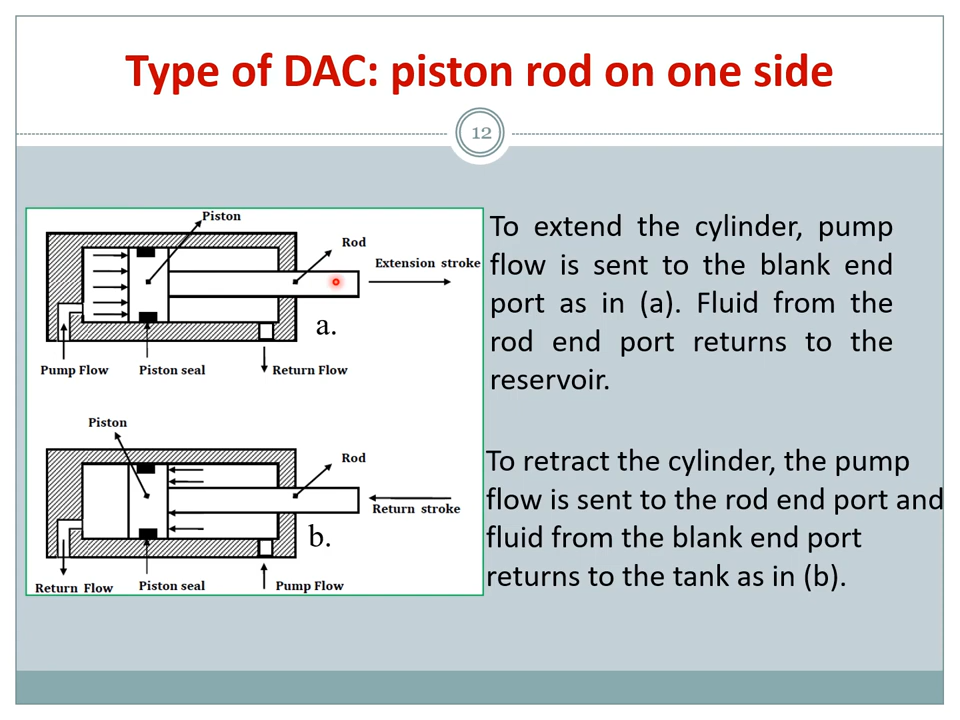 Type of DAC: piston rod on one side
12
Piston
Rod
Extension stroke
a.
Pump Flow
Piston seal
Return Flow
Piston
Rod
Return stroke
b.
Return Flow
Piston seal
Pump Flow
To extend the cylinder, pump
flow is sent to the blank end
port as in (a). Fluid from the
rod end port returns to the
reservoir.
To retract the cylinder, the pump
flow is sent to the rod end port and
fluid from the blank end port
returns to the tank as in (b).